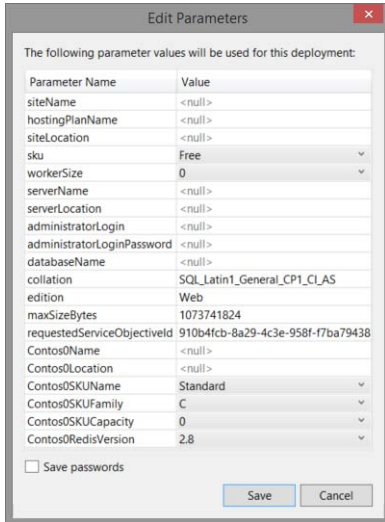 Edit Parameters
The following parameter values will be used for this deployment:
Parameter Name Value
siteName <null>
hostingPlanName <null>
siteLocation <null>
sku Free
workerSize 0
serverName <null>
serverLocation <null>
administratorLogin <null>
administratorLoginPassword <null>
databaseName <null>
collation SQL_Latin1_General_CP1_CI_AS
edition Web
maxSizeBytes 1073741824
requestedServiceObjectiveId 910b4fcb-8a29-4c3e-958f-f7ba79438
Contos0Name <null>
Contos0Location <null>
Contos0SKUName Standard
Contos0SKUFamily C
Contos0SKUCapacity 0
Contos0RedisVersion 2.8
Save passwords
Save Cancel